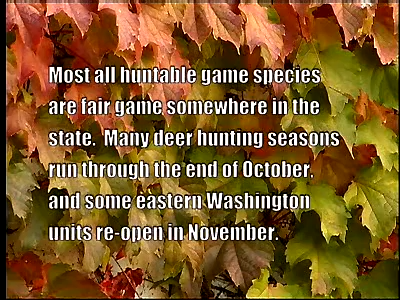 Most all huntable game species
are fair game somewhere in the
state. Many deer hunting seasons
run through the end of October,
and some eastern Washington
units re-open in November.